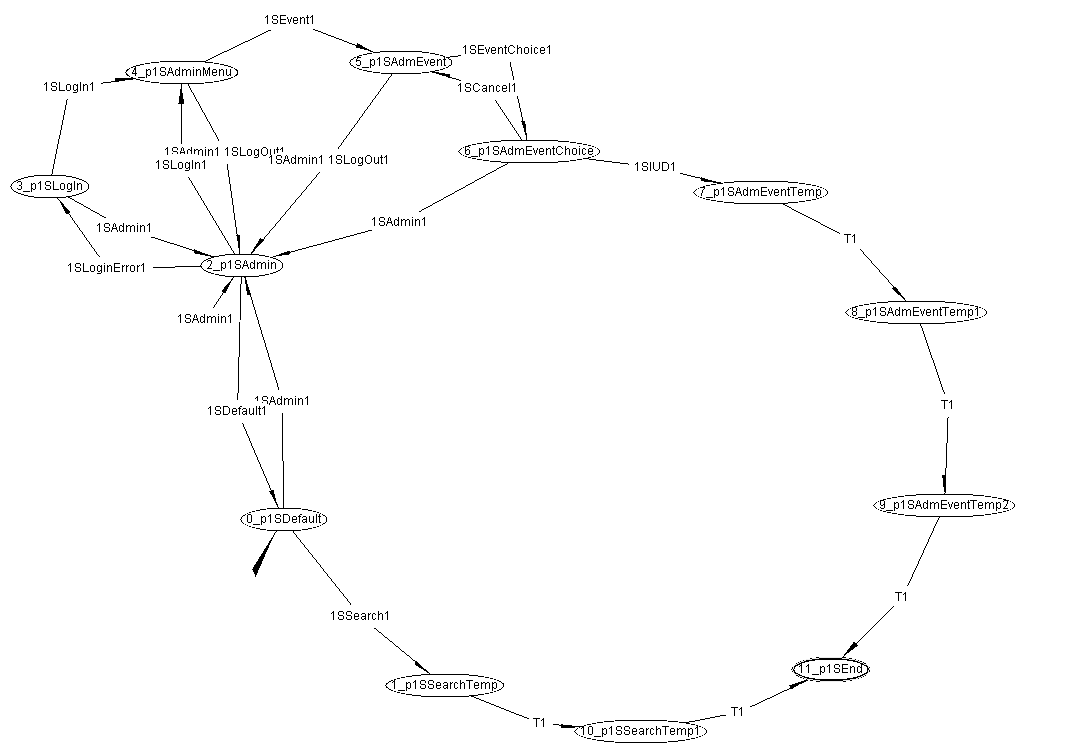 1SEvent1
1SEventChoice1
5_p1SAdmEvent
4_p1SAdminMenu
1SLogIn1
1SCancel1
1SAdmin1
1SLogOut1
1SAdmin1
1SLogOut1
1SLogIn1
6_p1SAdmEventChoice
1SIUD1
3_p1SLogIn
7_p1SAdmEventTemp
1SAdmin1
1SAdmin1
T1
1SLoginError1
2_p1SAdmin
1SAdmin1
8_p1SAdmEventTemp1
1SAdmin1
1SDefault1
T1
0_p1SDefault
9_p1SAdmEventTemp2
T1
1SSearch1
11_p1SEnd
1_p1SSearchTemp
T1
T1
10_p1SSearchTemp1